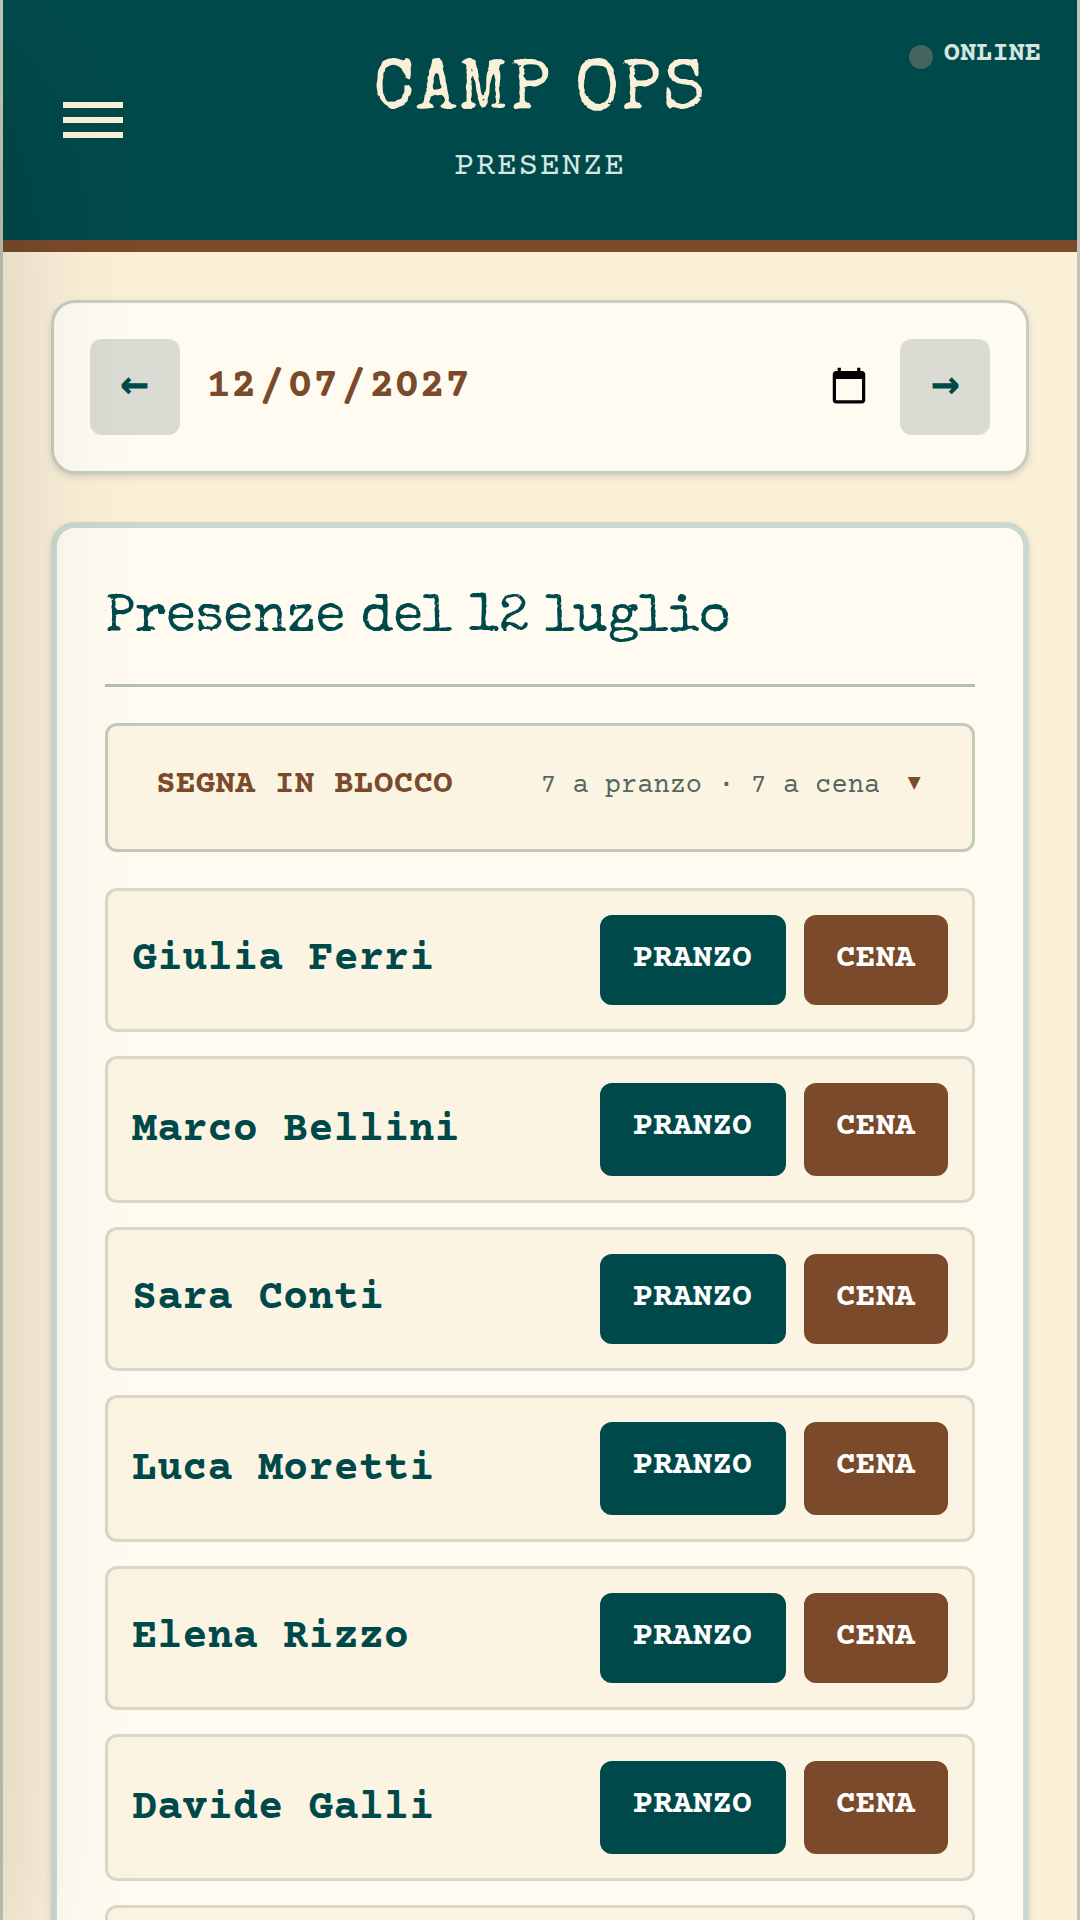 CAMP OPS
ONLINE
PRESENZE
← 12/07/2027 →
Presenze del 12 luglio
SEGNA IN BLOCCO 7 a pranzo · 7 a cena ▼
Giulia Ferri PRANZO CENA
Marco Bellini PRANZO CENA
Sara Conti PRANZO CENA
Luca Moretti PRANZO CENA
Elena Rizzo PRANZO CENA
Davide Galli PRANZO CENA